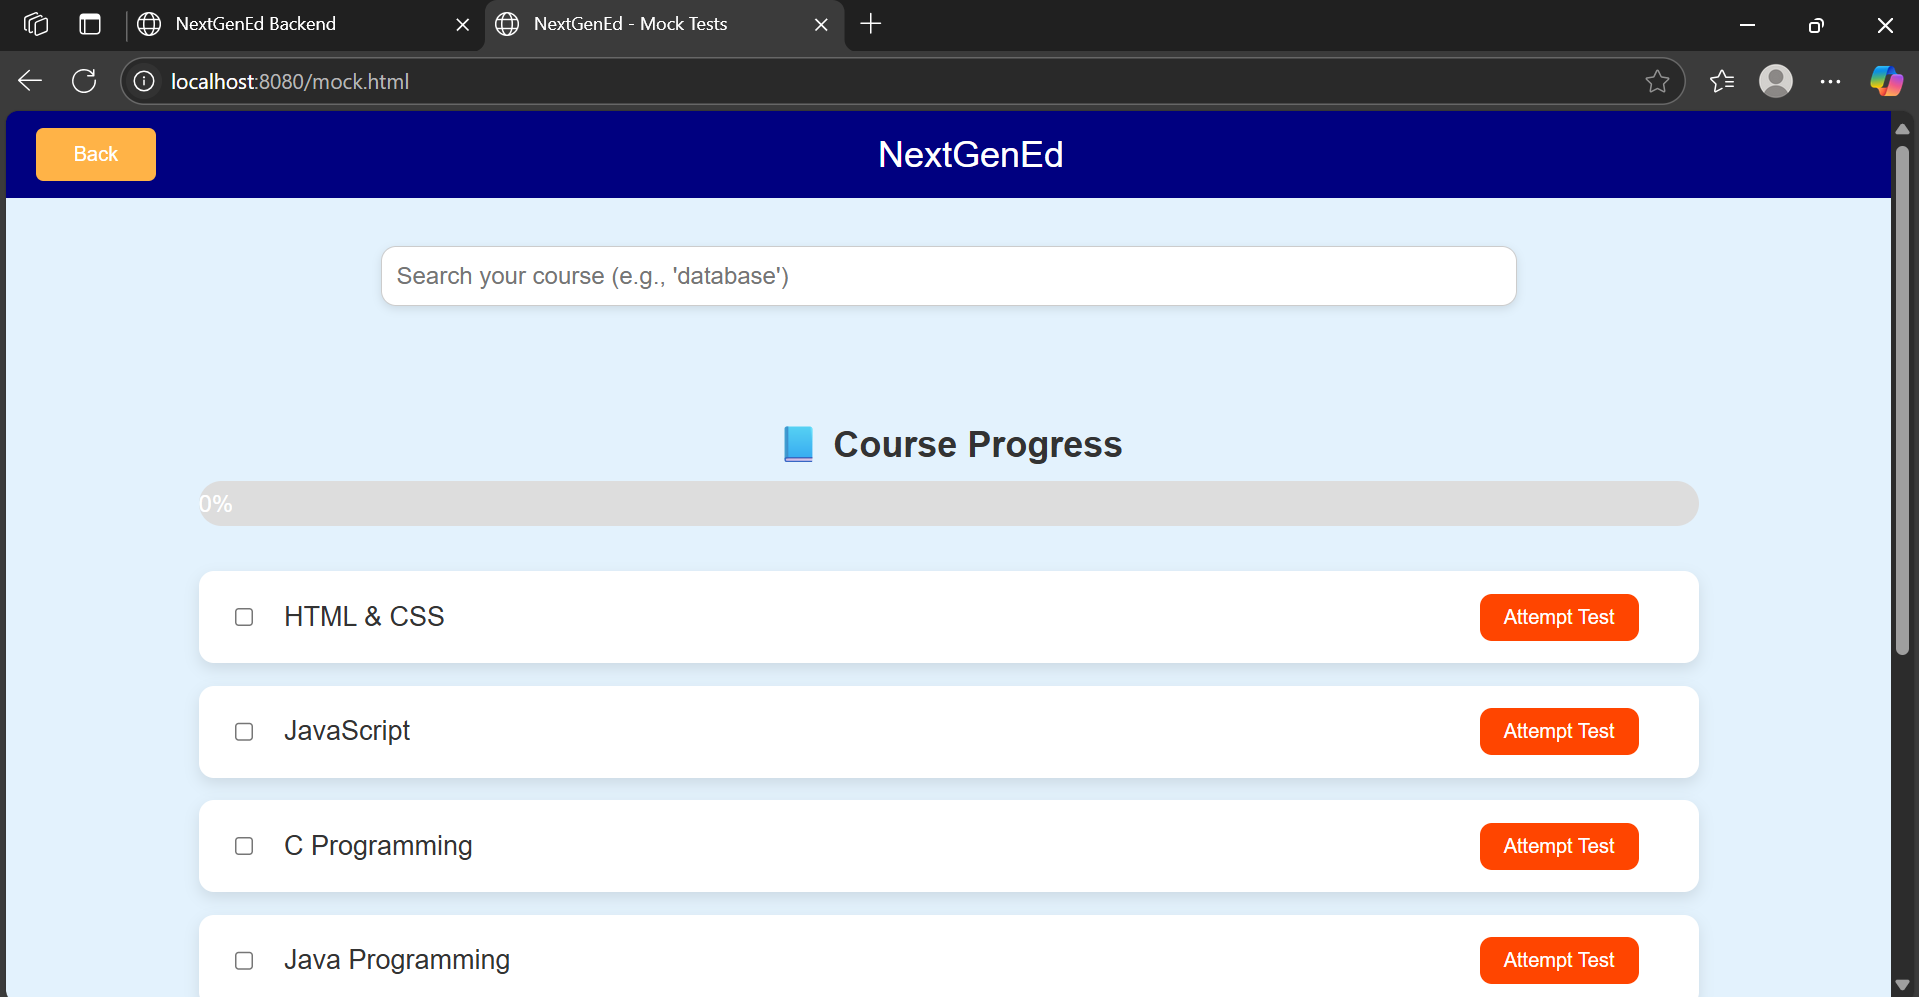 NextGenEd Backend
NextGenEd - Mock Tests
localhost:8080/mock.html
Back
NextGenEd
Search your course (e.g., 'database')
📘 Course Progress
0%
HTML & CSS
Attempt Test
JavaScript
Attempt Test
C Programming
Attempt Test
Java Programming
Attempt Test